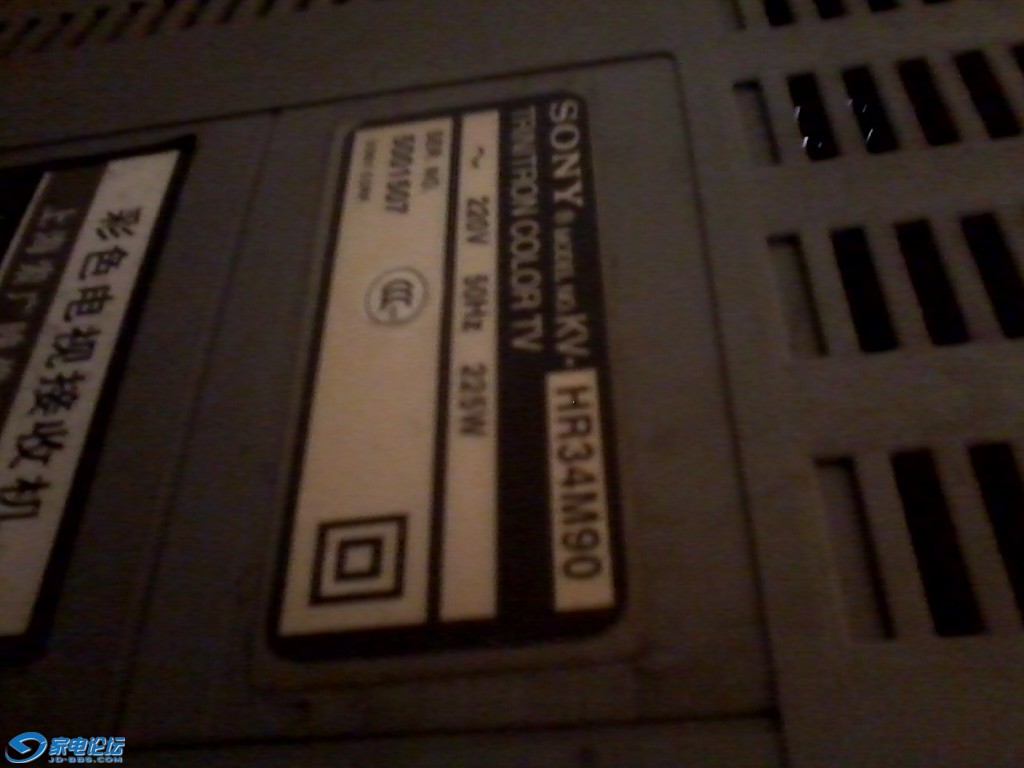 SONY® MODEL NO. KV-HR34M90
TRINITRON COLOR TV
~ 220V 50Hz 225W
SER. NO.
5001507
CCC
彩色电视接收机
家电论坛
JD-BBS.COM